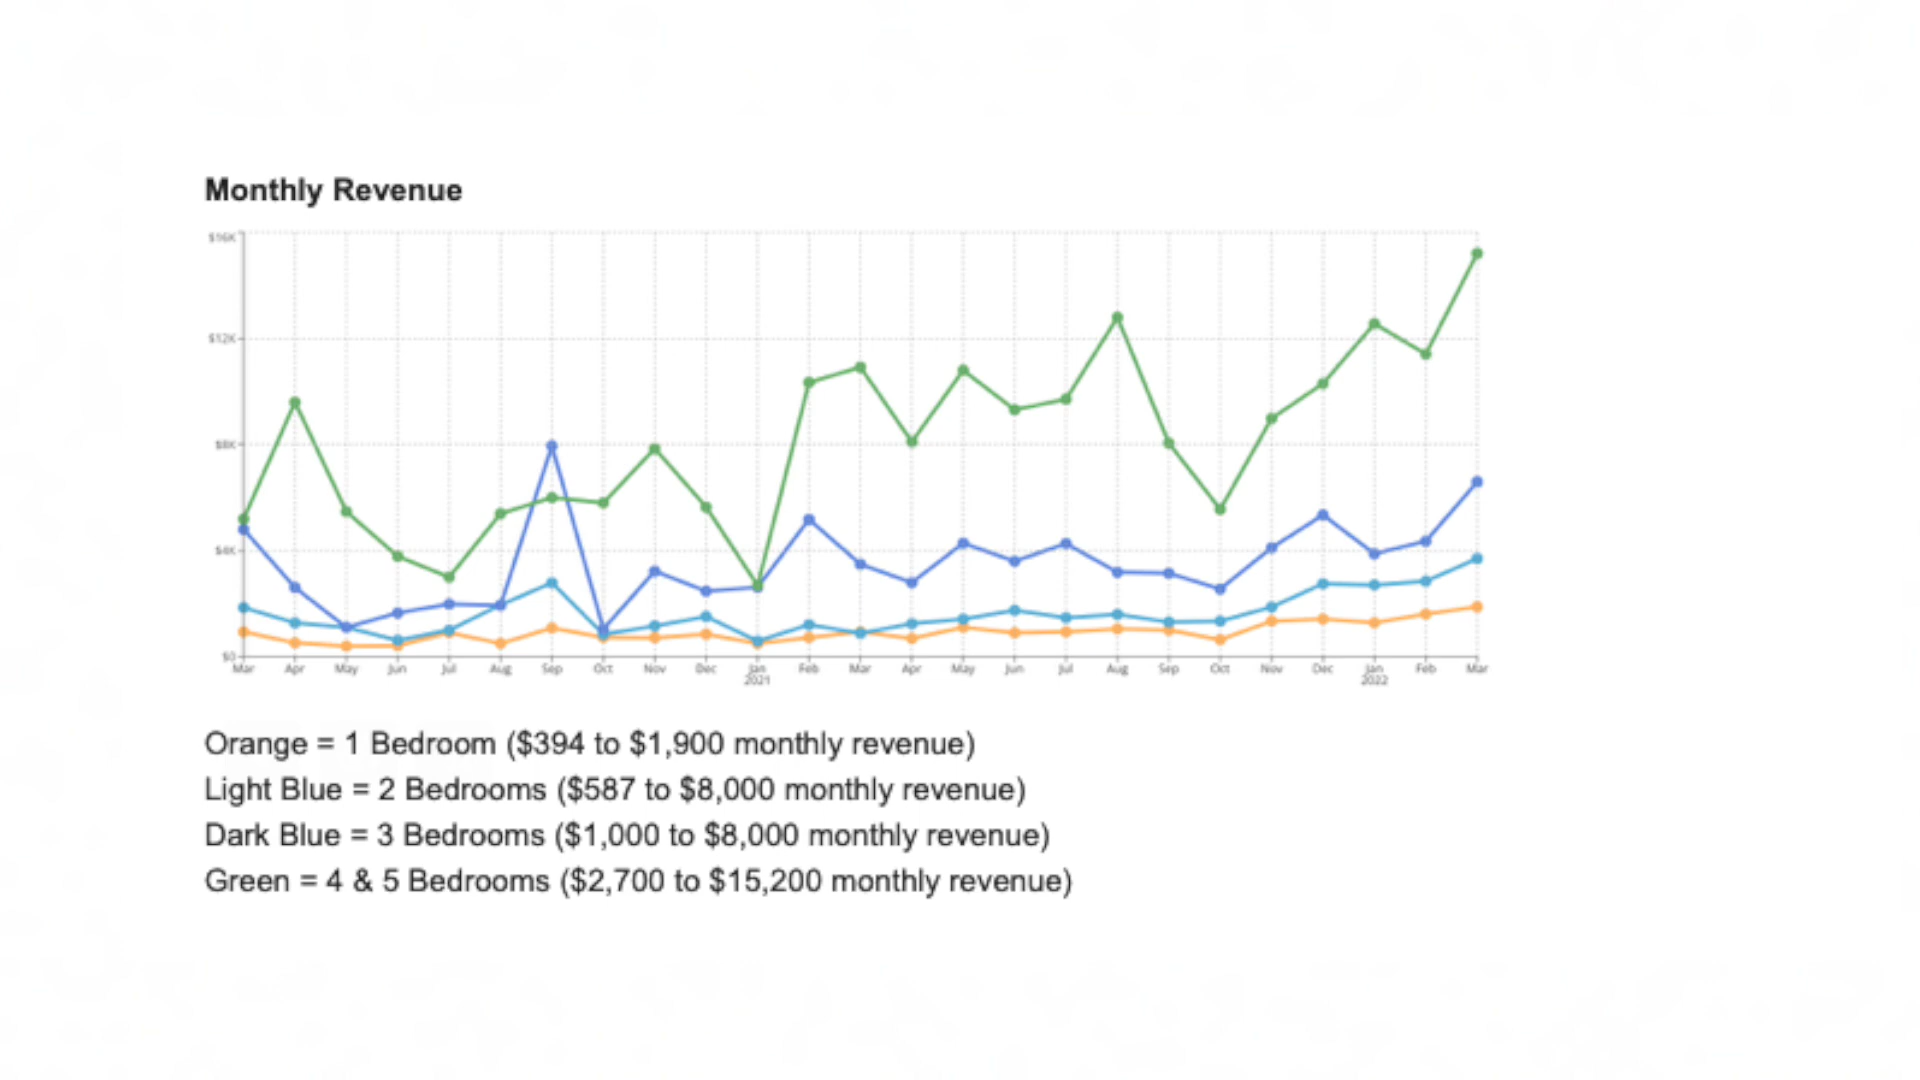 Monthly Revenue
$16K
$12K
$8K
$4K
$0
Mar Apr May Jun Jul Aug Sep Oct Nov Dec Jan Feb Mar Apr May Jun Jul Aug Sep Oct Nov Dec Jan Feb Mar
2021 2022
Orange = 1 Bedroom ($394 to $1,900 monthly revenue)
Light Blue = 2 Bedrooms ($587 to $8,000 monthly revenue)
Dark Blue = 3 Bedrooms ($1,000 to $8,000 monthly revenue)
Green = 4 & 5 Bedrooms ($2,700 to $15,200 monthly revenue)